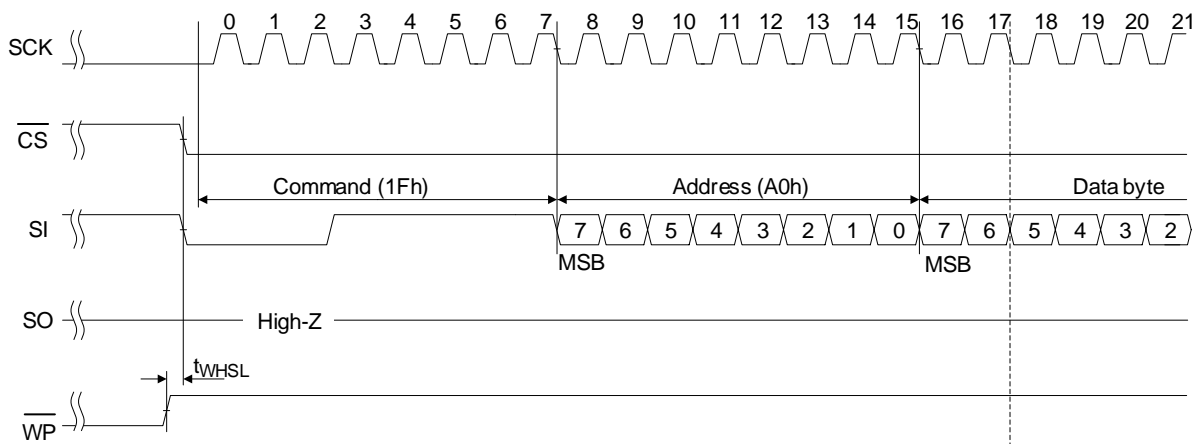 0 1 2 3 4 5 6 7 8 9 10 11 12 13 14 15 16 17 18 19 20 21
SCK
CS
Command (1Fh) Address (A0h) Data byte
SI 7 6 5 4 3 2 1 0 7 6 5 4 3 2
MSB MSB
SO High-Z
tWHSL
WP